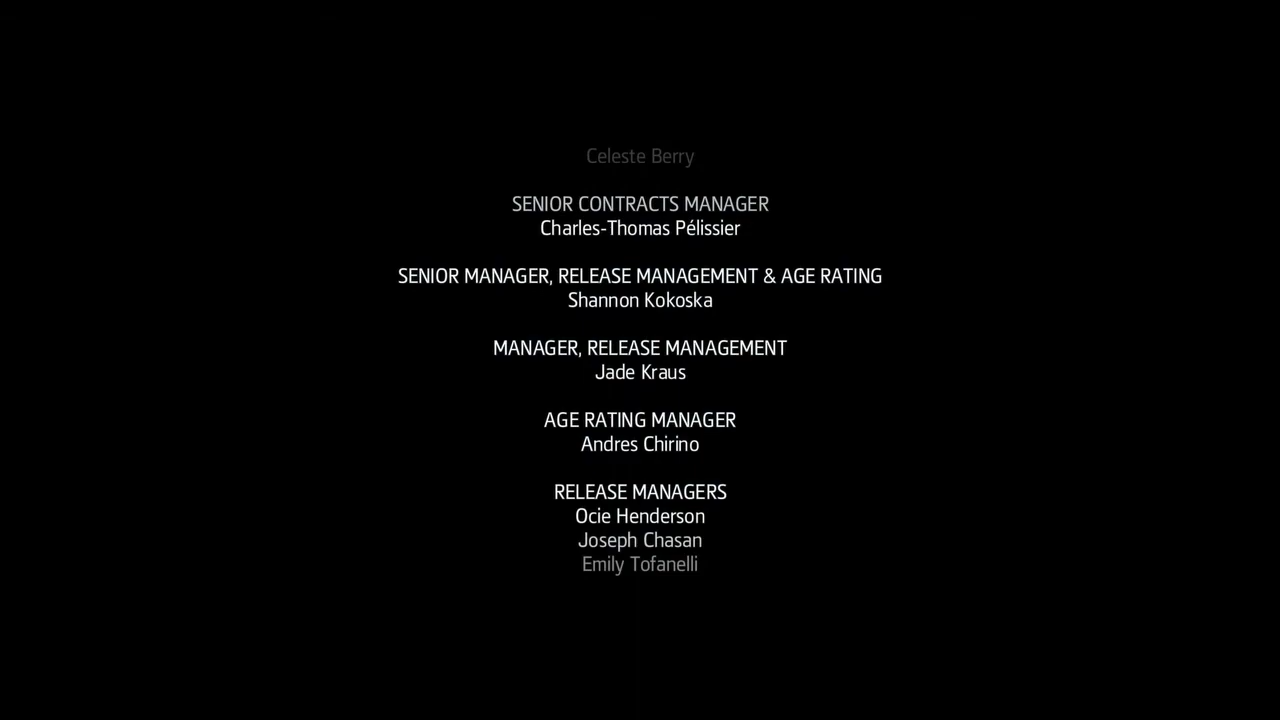 Celeste Berry
SENIOR CONTRACTS MANAGER
Charles-Thomas Pélissier
SENIOR MANAGER, RELEASE MANAGEMENT & AGE RATING
Shannon Kokoska
MANAGER, RELEASE MANAGEMENT
Jade Kraus
AGE RATING MANAGER
Andres Chirino
RELEASE MANAGERS
Ocie Henderson
Joseph Chasan
Emily Tofanelli